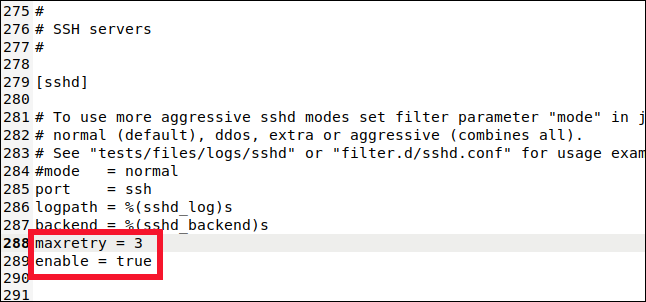 275 #
276 # SSH servers
277 #
278
279 [sshd]
280
281 # To use more aggressive sshd modes set filter parameter "mode" in j
282 # normal (default), ddos, extra or aggressive (combines all).
283 # See "tests/files/logs/sshd" or "filter.d/sshd.conf" for usage exam
284 #mode   = normal
285 port    = ssh
286 logpath = %(sshd_log)s
287 backend = %(sshd_backend)s
288 maxretry = 3
289 enable = true
290
291